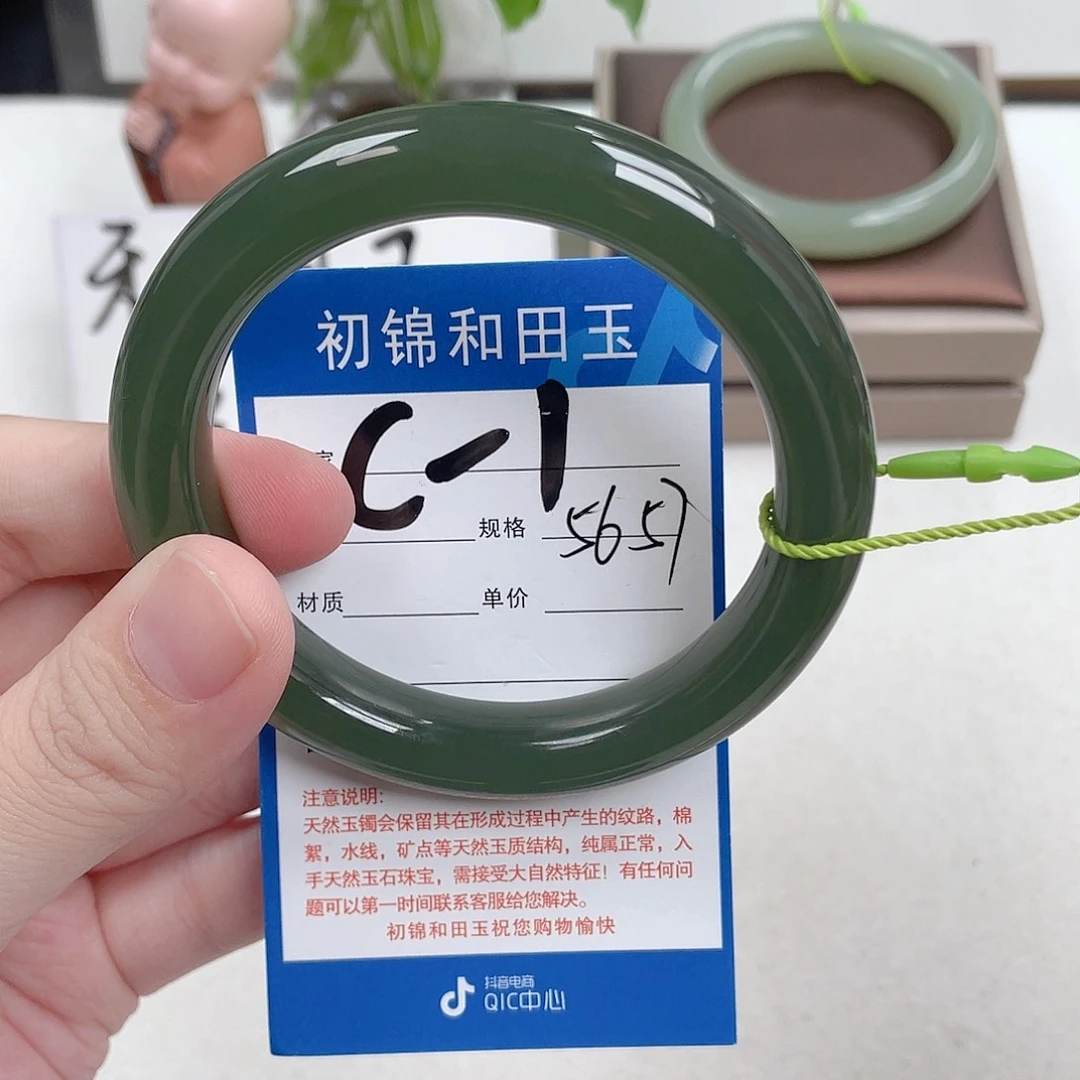 初锦和田玉
C-1
规格 5657
材质 单价
注意说明:
天然玉镯会保留其在形成过程中产生的纹路，棉
絮，水线，矿点等天然玉质结构，纯属正常，入
手天然玉石珠宝，需接受大自然特征！有任何问
题可以第一时间联系客服给您解决。
初锦和田玉祝您购物愉快
抖音电商
QIC中心